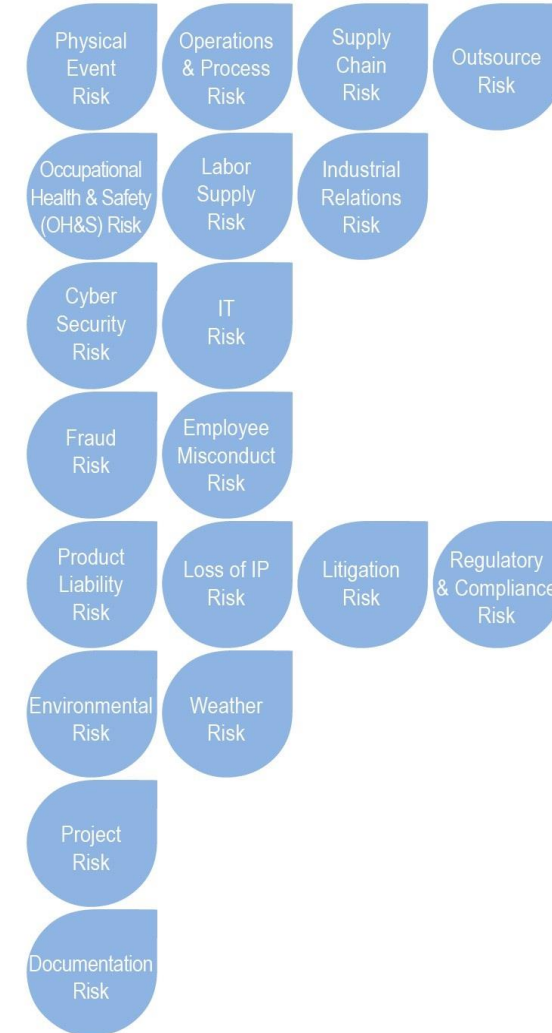 Physical
Event
Risk
Operations
& Process
Risk
Supply
Chain
Risk
Outsource
Risk
Occupational
Health & Safety
(OH&S) Risk
Labor
Supply
Risk
Industrial
Relations
Risk
Cyber
Security
Risk
IT
Risk
Fraud
Risk
Employee
Misconduct
Risk
Product
Liability
Risk
Loss of IP
Risk
Litigation
Risk
Regulatory
& Compliance
Risk
Environmental
Risk
Weather
Risk
Project
Risk
Documentation
Risk